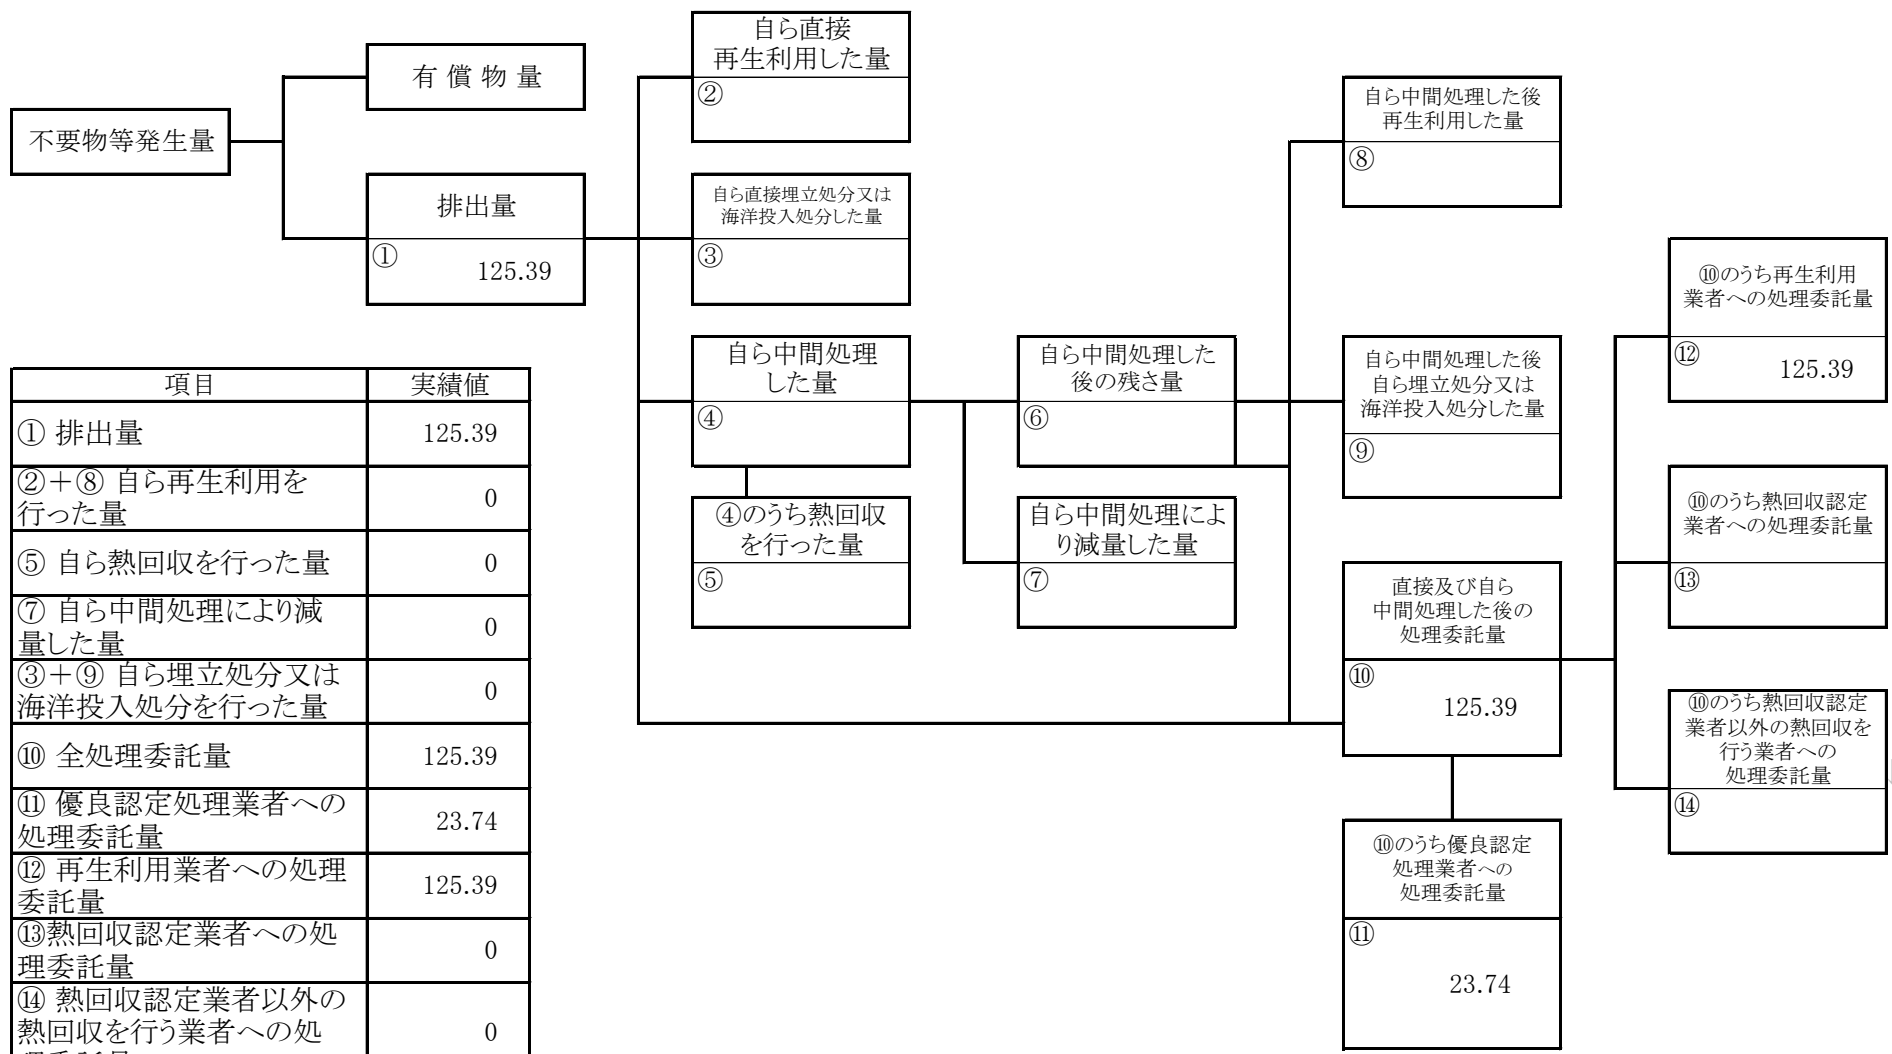 自ら直接
再生利用した量
②
有 償 物 量
不要物等発生量
自ら中間処理した後
再生利用した量
⑧
排出量
① 125.39
自ら直接埋立処分又は
海洋投入処分した量
③
⑩のうち再生利用
業者への処理委託量
⑫ 125.39
自ら中間処理
した量
④
自ら中間処理した
後の残さ量
⑥
自ら中間処理した後
自ら埋立処分又は
海洋投入処分した量
⑨
④のうち熱回収
を行った量
⑤
自ら中間処理によ
り減量した量
⑦
⑩のうち熱回収認定
業者への処理委託量
⑬
直接及び自ら
中間処理した後の
処理委託量
⑩
125.39
⑩のうち熱回収認定
業者以外の熱回収を
行う業者への
処理委託量
⑭
⑩のうち優良認定
処理業者への
処理委託量
⑪
23.74
項目 実績値
① 排出量 125.39
②＋⑧ 自ら再生利用を
行った量 0
⑤ 自ら熱回収を行った量 0
⑦ 自ら中間処理により減
量した量 0
③＋⑨ 自ら埋立処分又は
海洋投入処分を行った量 0
⑩ 全処理委託量 125.39
⑪ 優良認定処理業者への
処理委託量 23.74
⑫ 再生利用業者への処理
委託量 125.39
⑬熱回収認定業者への処
理委託量 0
⑭ 熱回収認定業者以外の
熱回収を行う業者への処 0